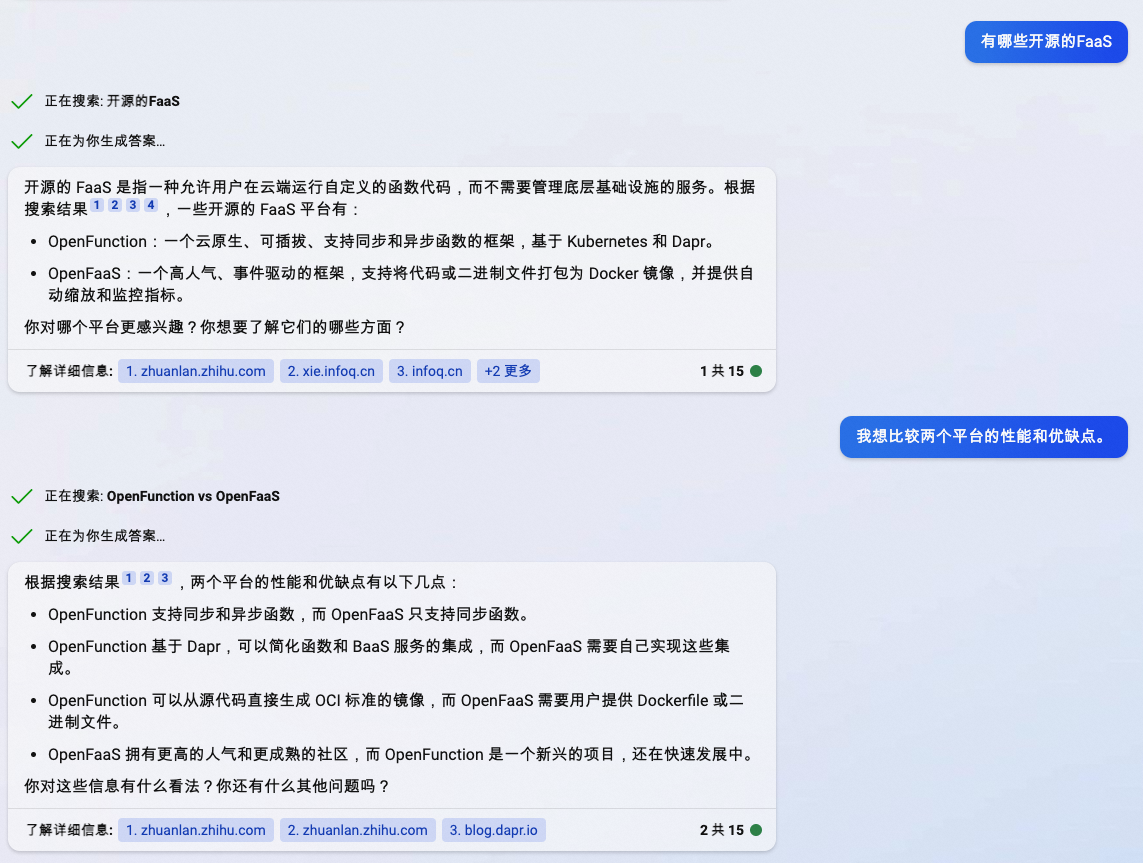 有哪些开源的FaaS
正在搜索: 开源的FaaS
正在为你生成答案...
开源的 FaaS 是指一种允许用户在云端运行自定义的函数代码，而不需要管理底层基础设施的服务。根据
搜索结果 1 2 3 4 ，一些开源的 FaaS 平台有：
• OpenFunction：一个云原生、可插拔、支持同步和异步函数的框架，基于 Kubernetes 和 Dapr。
• OpenFaaS：一个高人气、事件驱动的框架，支持将代码或二进制文件打包为 Docker 镜像，并提供自
动缩放和监控指标。
你对哪个平台更感兴趣？你想要了解它们的哪些方面？
了解详细信息: 1. zhuanlan.zhihu.com 2. xie.infoq.cn 3. infoq.cn +2 更多 1 共 15
我想比较两个平台的性能和优缺点。
正在搜索: OpenFunction vs OpenFaaS
正在为你生成答案...
根据搜索结果 1 2 3 ，两个平台的性能和优缺点有以下几点：
• OpenFunction 支持同步和异步函数，而 OpenFaaS 只支持同步函数。
• OpenFunction 基于 Dapr，可以简化函数和 BaaS 服务的集成，而 OpenFaaS 需要自己实现这些集
成。
• OpenFunction 可以从源代码直接生成 OCI 标准的镜像，而 OpenFaaS 需要用户提供 Dockerfile 或二
进制文件。
• OpenFaaS 拥有更高的人气和更成熟的社区，而 OpenFunction 是一个新兴的项目，还在快速发展中。
你对这些信息有什么看法？你还有什么其他问题吗？
了解详细信息: 1. zhuanlan.zhihu.com 2. zhuanlan.zhihu.com 3. blog.dapr.io 2 共 15